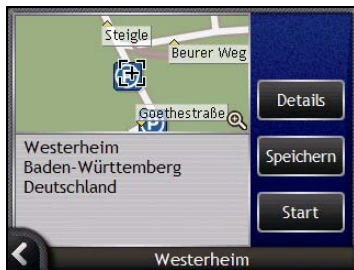 Steigle
Beurer Weg
Goethestraße
P
Westerheim
Baden-Württemberg
Deutschland
Details
Speichern
Start
Westerheim